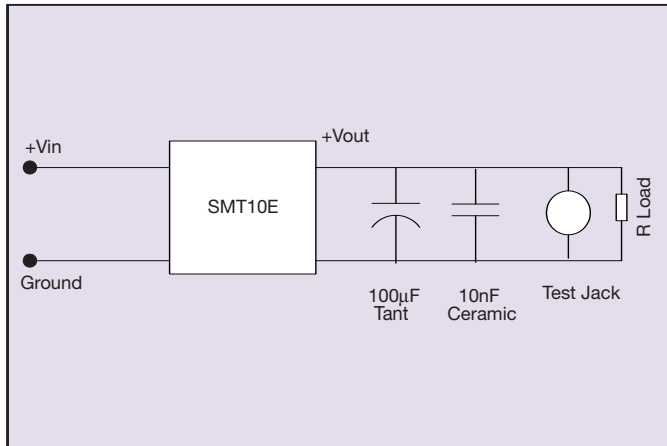 +Vin
+Vout
SMT10E
R Load
Ground
100μF
Tant
10nF
Ceramic
Test Jack